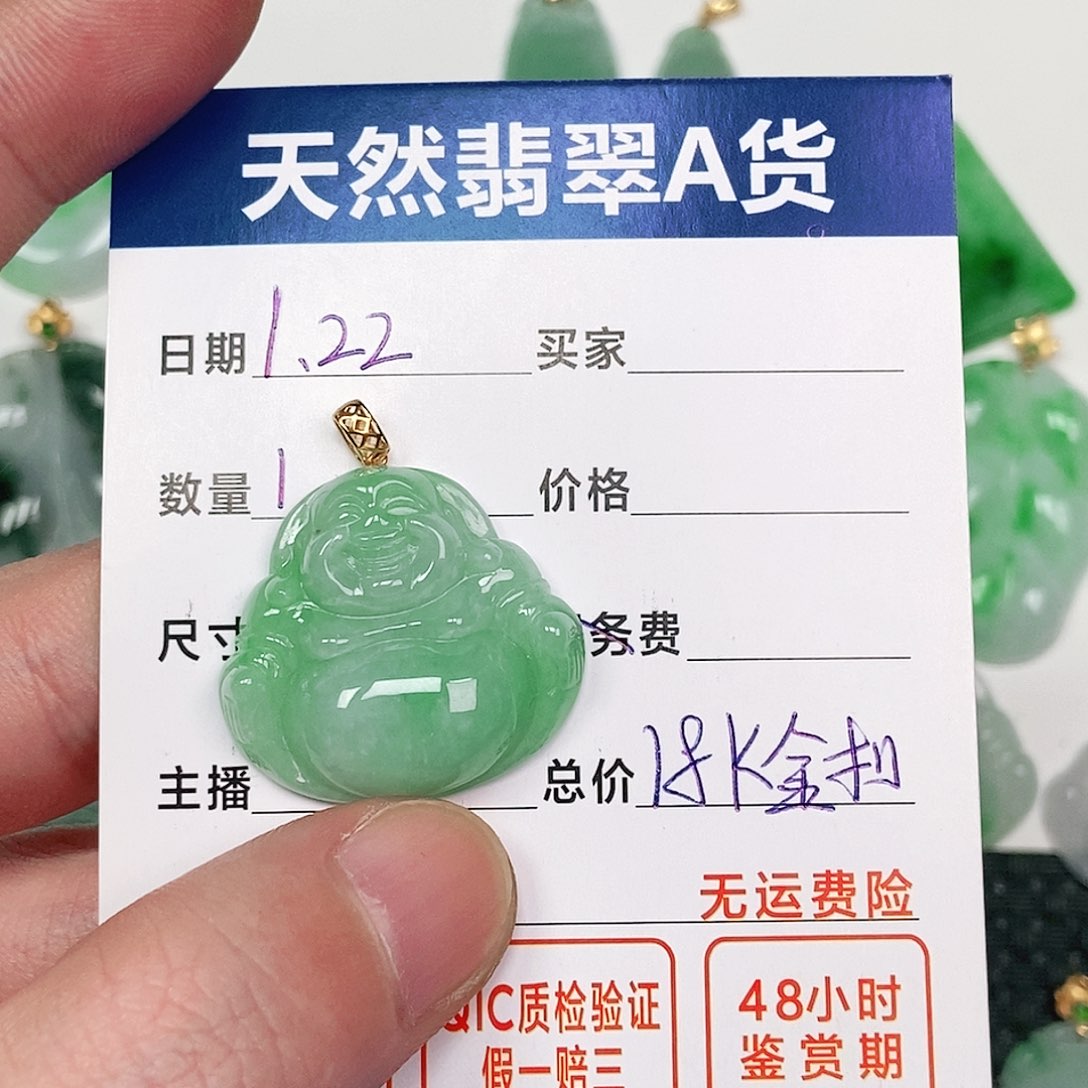 天然翡翠A货
日期 1.22 买家
数量 1 价格
尺寸 务费
主播 总价 18K金扣
无运费险
QIC质检验证
假一赔三
48小时
鉴赏期